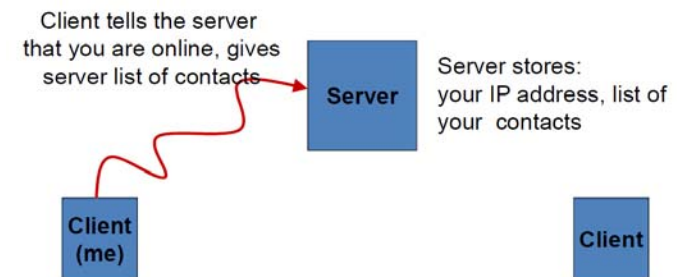 Client tells the server
that you are online, gives
server list of contacts
Server
Server stores:
your IP address, list of
your contacts
Client
(me)
Client